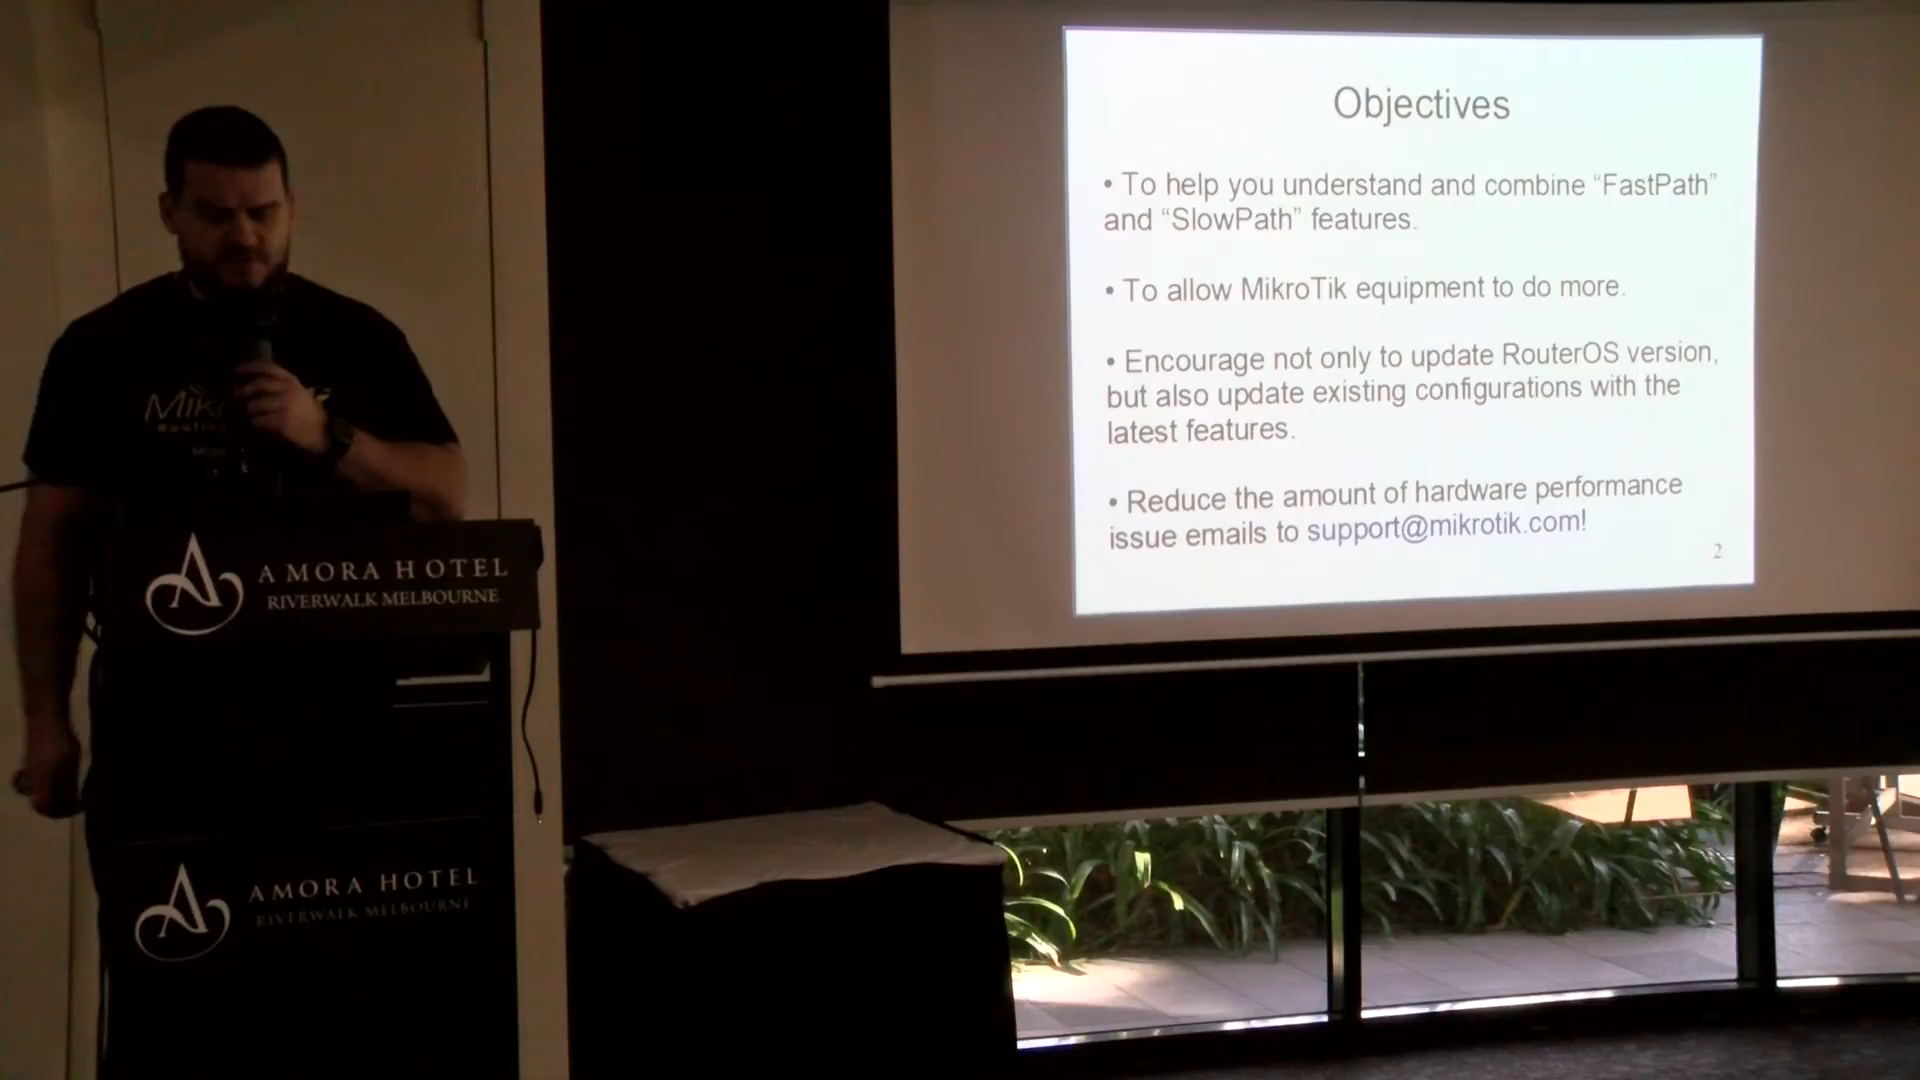 Objectives
• To help you understand and combine “FastPath”
and “SlowPath” features.
• To allow MikroTik equipment to do more.
• Encourage not only to update RouterOS version,
but also update existing configurations with the
latest features.
• Reduce the amount of hardware performance
issue emails to support@mikrotik.com!
2
AMORA HOTEL
RIVERWALK MELBOURNE
AMORA HOTEL
RIVERWALK MELBOURNE